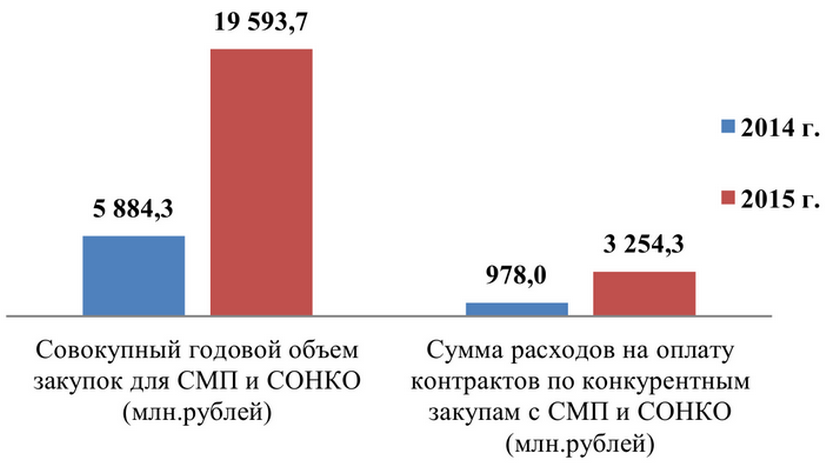 19 593,7
2014 г.
5 884,3
2015 г.
3 254,3
978,0
Совокупный годовой объем
закупок для СМП и СОНКО
(млн.рублей)
Сумма расходов на оплату
контрактов по конкурентным
закупам с СМП и СОНКО
(млн.рублей)